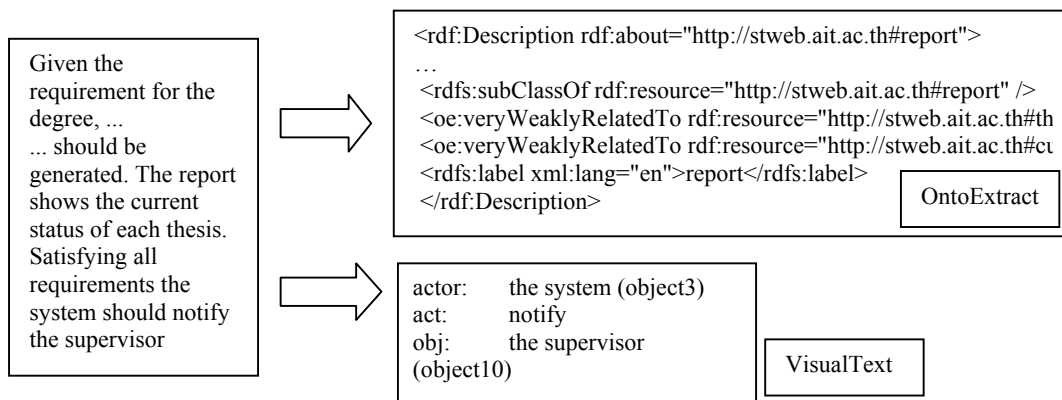 Given the
requirement for the
degree, ...
... should be
generated. The report
shows the current
status of each thesis.
Satisfying all
requirements the
system should notify
the supervisor
<rdf:Description rdf:about="http://stweb.ait.ac.th#report">
…
<rdfs:subClassOf rdf:resource="http://stweb.ait.ac.th#report" />
<oe:veryWeaklyRelatedTo rdf:resource="http://stweb.ait.ac.th#th
<oe:veryWeaklyRelatedTo rdf:resource="http://stweb.ait.ac.th#cu
<rdfs:label xml:lang="en">report</rdfs:label>
</rdf:Description>
OntoExtract
actor: the system (object3)
act: notify
obj: the supervisor
(object10)
VisualText